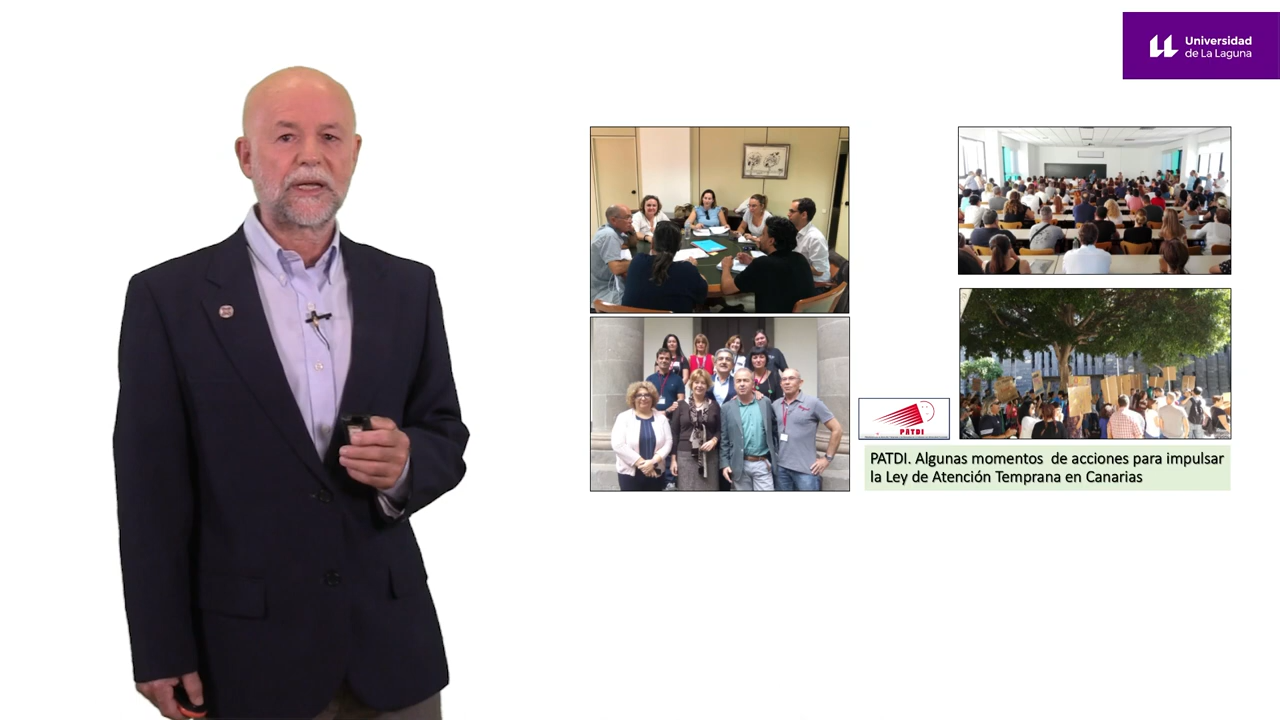 Universidad
de La Laguna
PATDI
PATDI. Algunas momentos  de acciones para impulsar
la Ley de Atención Temprana en Canarias